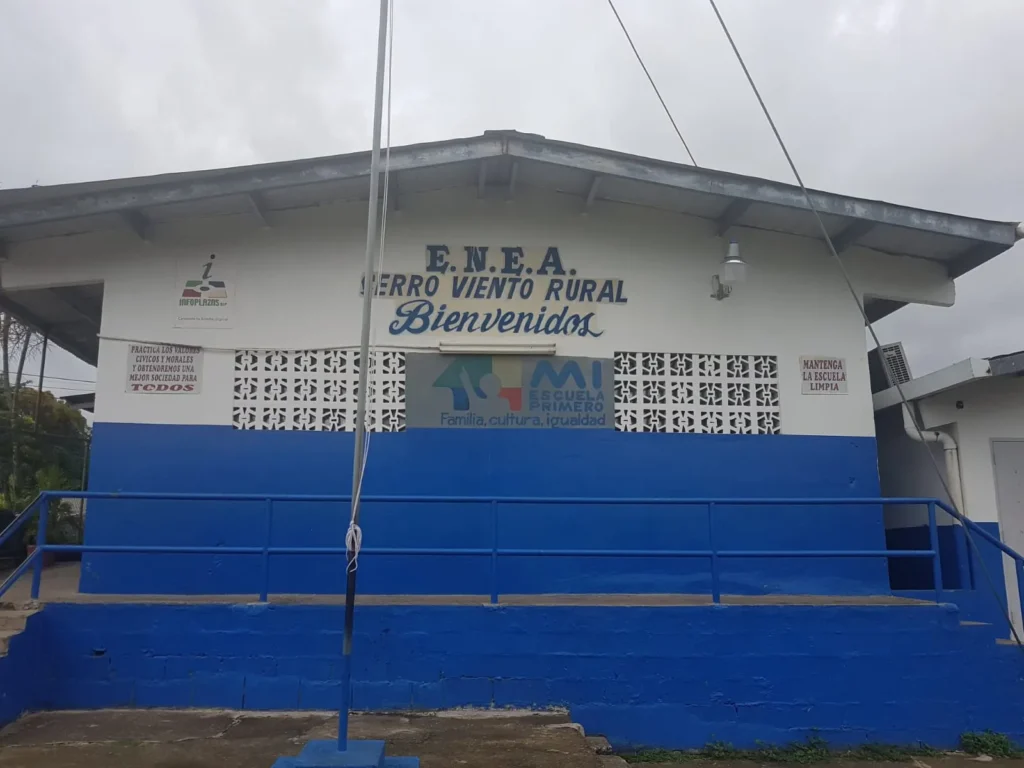 E.N.E.A.
CERRO VIENTO RURAL
Bienvenidos
INFOPLAZAS
PRACTICA LOS VALORES
CIVICOS Y MORALES
Y OBTENDREMOS UNA
MEJOR SOCIEDAD PARA
TODOS
MI
ESCUELA
PRIMERO
Familia, cultura, igualdad
MANTENGA
LA ESCUELA
LIMPIA